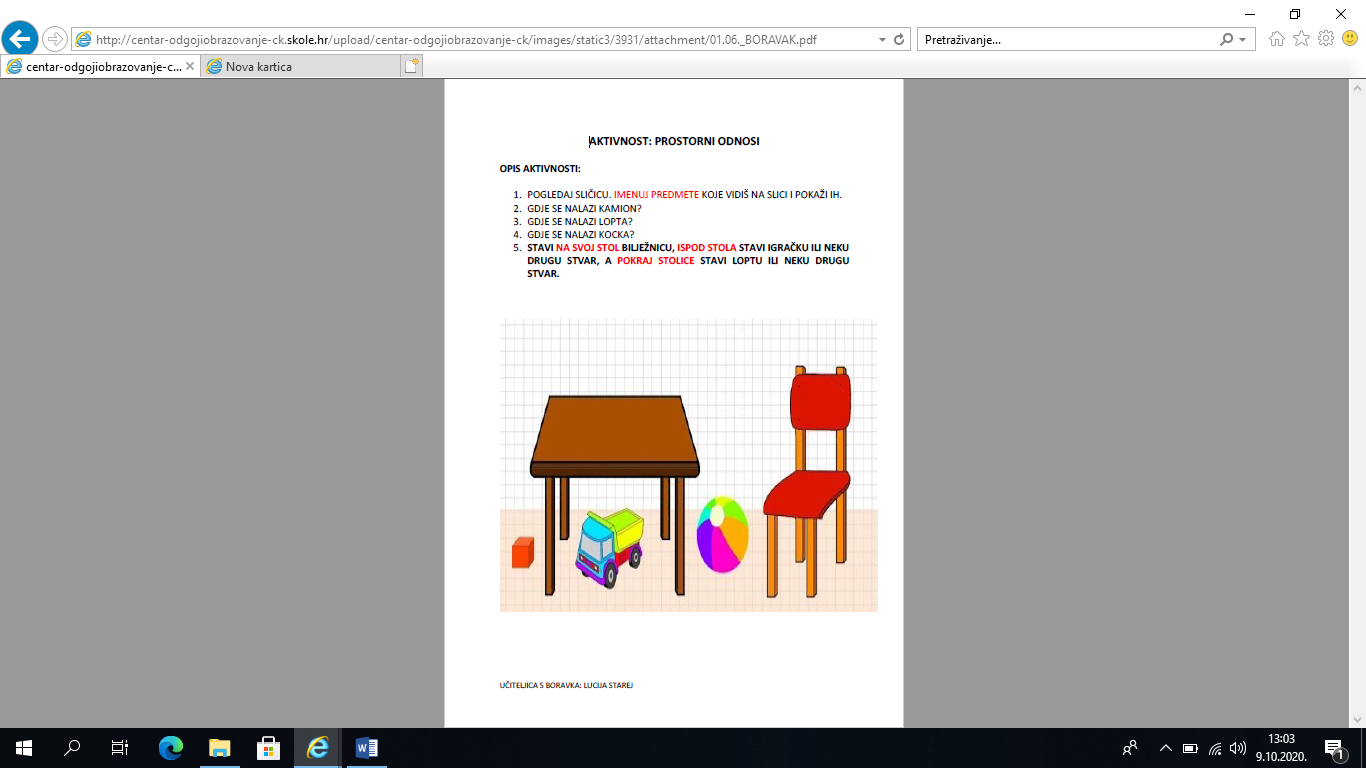 http://centar-odgojiobrazovanje-ck.skole.hr/upload/centar-odgojiobrazovanje-ck/images/static3/3931/attachment/01.06._BORAVAK.pdf
Pretraživanje...
centar-odgojiobrazovanje-c...
Nova kartica
AKTIVNOST: PROSTORNI ODNOSI
OPIS AKTIVNOSTI:
1. POGLEDAJ SLIČICU. IMENUJ PREDMETE KOJE VIDIŠ NA SLICI I POKAŽI IH.
2. GDJE SE NALAZI KAMION?
3. GDJE SE NALAZI LOPTA?
4. GDJE SE NALAZI KOCKA?
5. STAVI NA SVOJ STOL BILJEŽNICU, ISPOD STOLA STAVI IGRAČKU ILI NEKU
DRUGU STVAR, A POKRAJ STOLICE STAVI LOPTU ILI NEKU DRUGU
STVAR.
UČITELJICA S BORAVKA: LUCIJA STAREJ
13:03
9.10.2020.
1